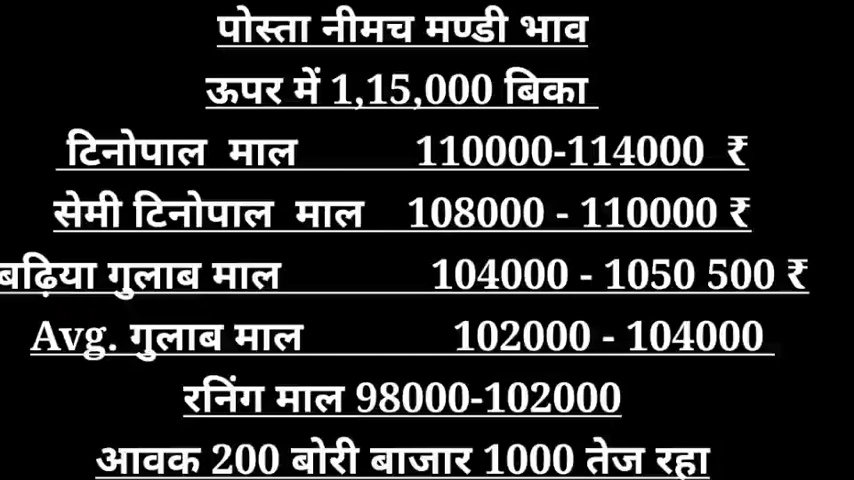 पोस्ता नीमच मण्डी भाव
ऊपर में 1,15,000 बिका
टिनोपाल माल 110000-114000 ₹
सेमी टिनोपाल माल 108000 - 110000 ₹
बढ़िया गुलाब माल 104000 - 1050 500 ₹
Avg. गुलाब माल 102000 - 104000
रनिंग माल 98000-102000
आवक 200 बोरी बाजार 1000 तेज रहा